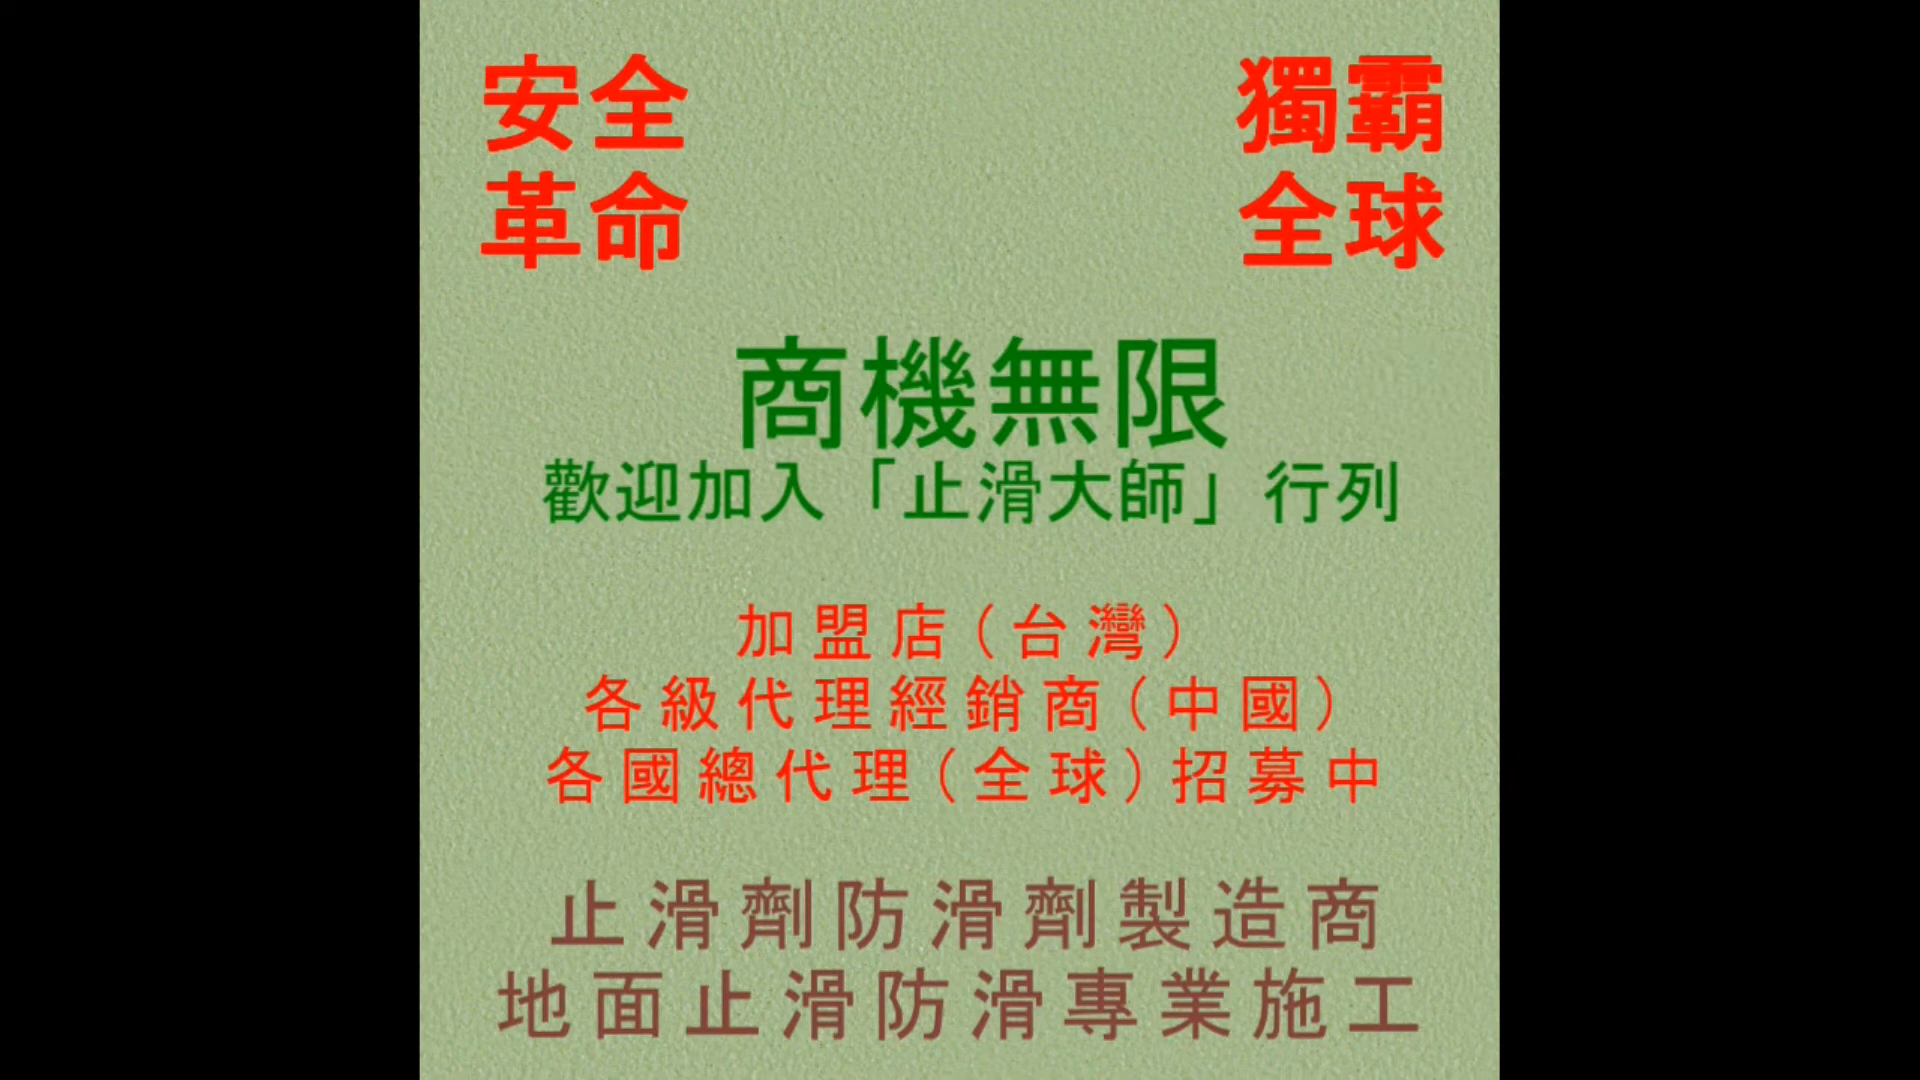 安全
革命
獨霸
全球
商機無限
歡迎加入「止滑大師」行列
加盟店(台灣)
各級代理經銷商(中國)
各國總代理(全球)招募中
止滑劑防滑劑製造商
地面止滑防滑專業施工